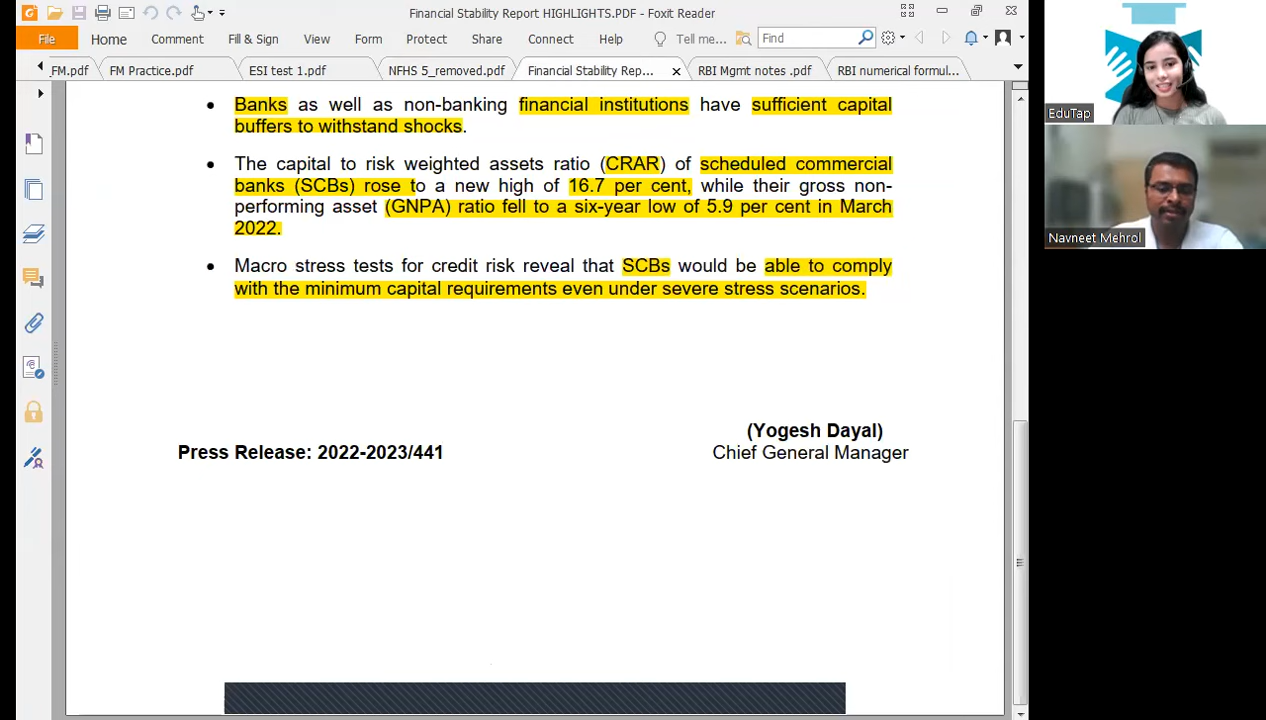 Financial Stability Report HIGHLIGHTS.PDF - Foxit Reader
File Home Comment Fill & Sign View Form Protect Share Connect Help Tell me... Find
_FM.pdf FM Practice.pdf ESI test 1.pdf NFHS 5_removed.pdf Financial Stability Rep... RBI Mgmt notes .pdf RBI numerical formul...
• Banks as well as non-banking financial institutions have sufficient capital
buffers to withstand shocks.
• The capital to risk weighted assets ratio (CRAR) of scheduled commercial
banks (SCBs) rose to a new high of 16.7 per cent, while their gross non-
performing asset (GNPA) ratio fell to a six-year low of 5.9 per cent in March
2022.
• Macro stress tests for credit risk reveal that SCBs would be able to comply
with the minimum capital requirements even under severe stress scenarios.
(Yogesh Dayal)
Press Release: 2022-2023/441 Chief General Manager
EduTap
Navneet Mehrol